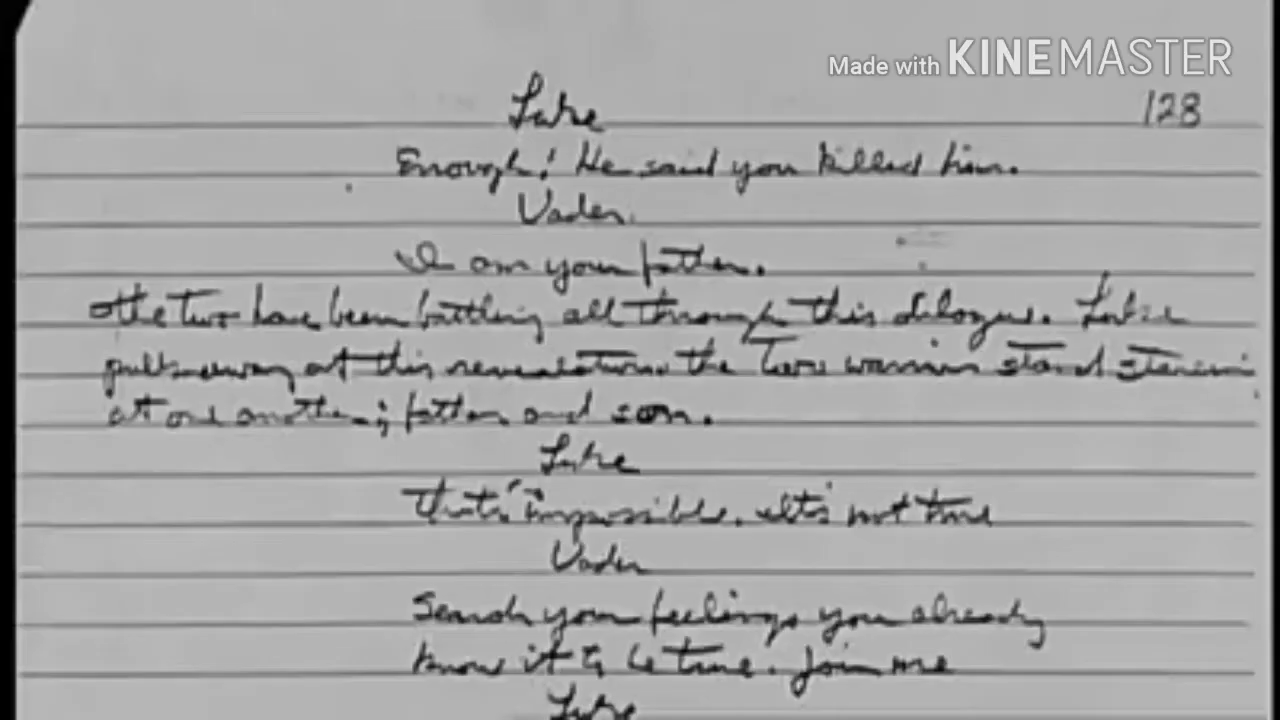 Made with KINEMASTER
128
Luke
Enough! He said you killed him.
Vader
I am your father.
The two have been battling all through this dialogue. Luke
pulls away at this revelation. the two warriors stand staring
at one another; father and son.
Luke
That's impossible. It's not true
Vader
Search your feelings you already
know it to be true. Join me
Luke